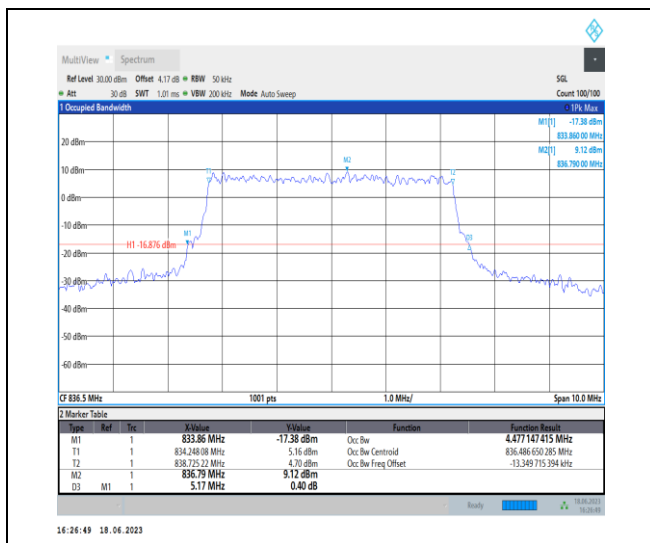 MultiView Spectrum
Ref Level 30.00 dBm Offset 4.17 dB RBW 50 kHz SGL
Att 30 dB SWT 1.01 ms VBW 200 kHz Mode Auto Sweep Count 100/100
1 Occupied Bandwidth 1Pk Max
M1[1] -17.38 dBm
833.860 00 MHz
M2[1] 9.12 dBm
836.790 00 MHz
20 dBm
M2
10 dBm
T1
T2
0 dBm
-10 dBm
M1
D3
H1 -16.876 dBm
-20 dBm
-30 dBm
-40 dBm
-50 dBm
-60 dBm
CF 836.5 MHz 1001 pts 1.0 MHz/ Span 10.0 MHz
2 Marker Table
Type Ref Trc X-Value Y-Value Function Function Result
M1 1 833.86 MHz -17.38 dBm Occ Bw 4.477 147 415 MHz
T1 1 834.248 08 MHz 5.16 dBm Occ Bw Centroid 836.486 650 285 MHz
T2 1 838.725 22 MHz 4.70 dBm Occ Bw Freq Offset -13.349 715 394 kHz
M2 1 836.79 MHz 9.12 dBm
D3 M1 1 5.17 MHz 0.40 dB
Ready 18.06.2023
16:26:49
16:26:49 18.06.2023